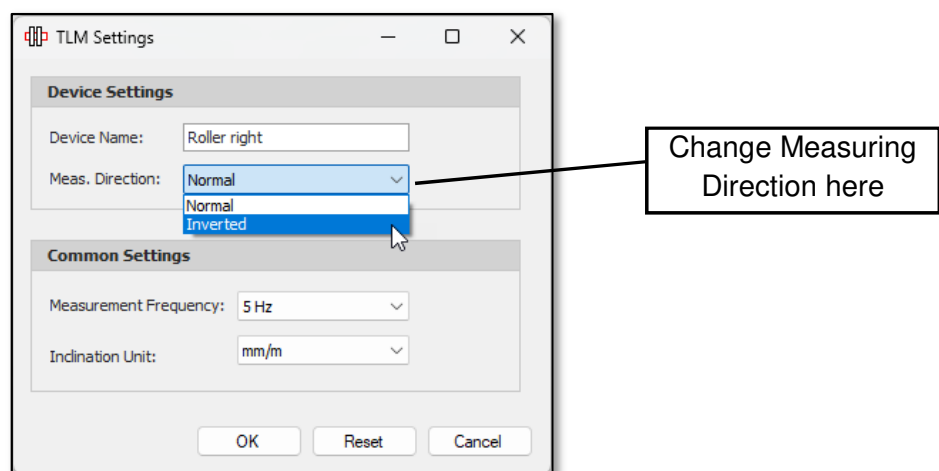 TLM Settings
Device Settings
Device Name: Roller right
Meas. Direction: Normal
Normal
Inverted
Change Measuring
Direction here
Common Settings
Measurement Frequency: 5 Hz
Inclination Unit: mm/m
OK Reset Cancel